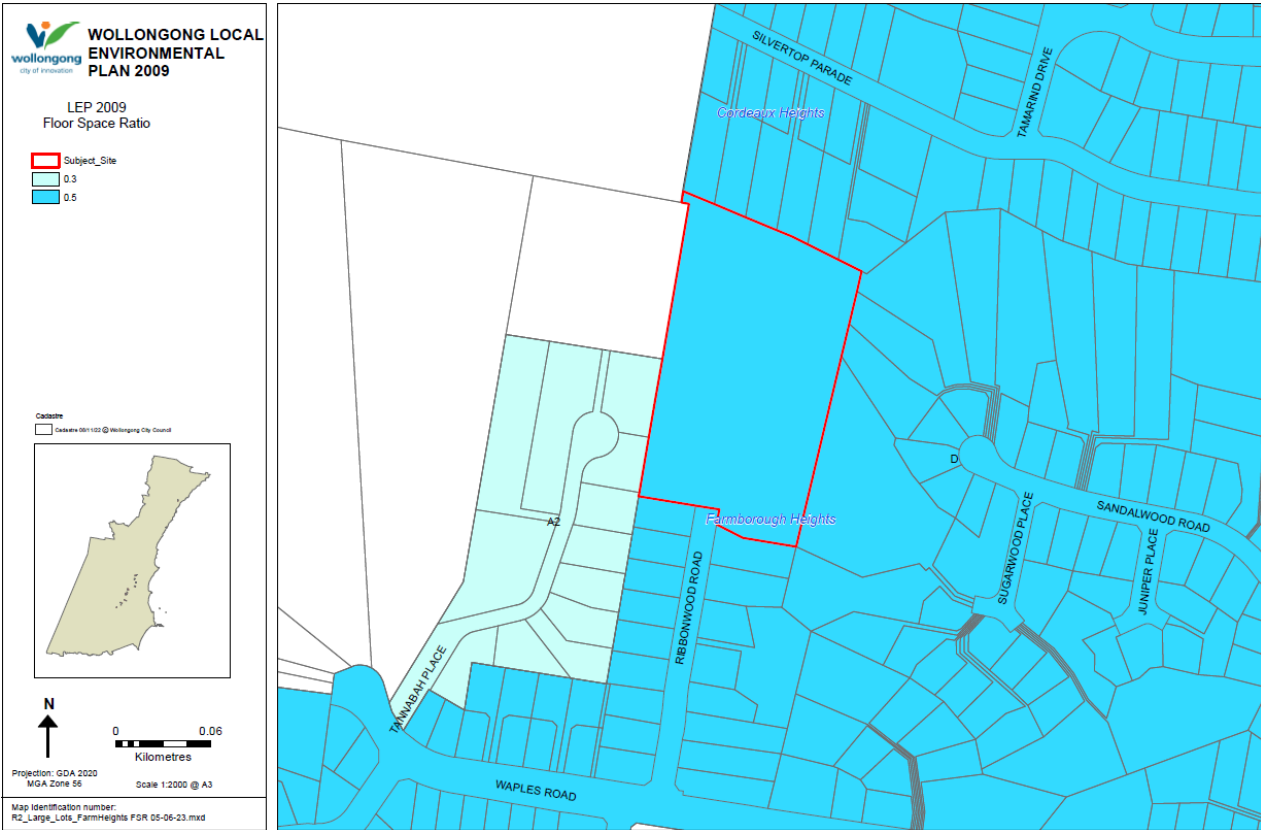 wollongong
city of innovation
WOLLONGONG LOCAL
ENVIRONMENTAL
PLAN 2009
LEP 2009
Floor Space Ratio
Subject_Site
0.3
0.5
Cadastre
Cadastre 08/11/22 @ Wollongong City Council
N
0 0.06
Kilometres
Projection: GDA 2020
MGA Zone 56
Scale 1:2000 @ A3
Map Identification number:
R2_Large_Lots_FarmHeights FSR 05-06-23.mxd
SILVERTOP PARADE
TAMARIND DRIVE
Cordeaux Heights
D
A2
Farmborough Heights
SANDALWOOD ROAD
SUGARWOOD PLACE
JUNIPER PLACE
RIBBONWOOD ROAD
TANNABAH PLACE
WAPLES ROAD